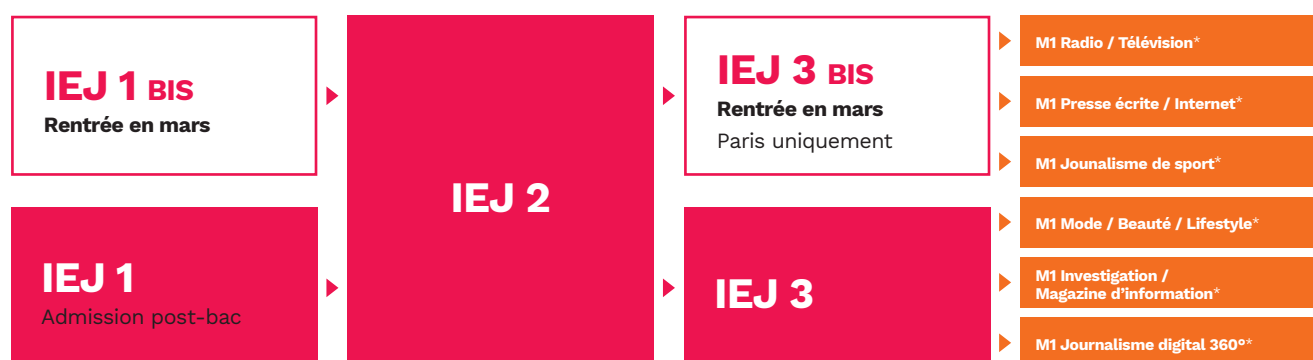 IEJ 1 BIS
Rentrée en mars
IEJ 1
Admission post-bac
IEJ 2
IEJ 3 BIS
Rentrée en mars
Paris uniquement
IEJ 3
M1 Radio / Télévision*
M1 Presse écrite / Internet*
M1 Jounalisme de sport*
M1 Mode / Beauté / Lifestyle*
M1 Investigation /
Magazine d’information*
M1 Journalisme digital 360°*